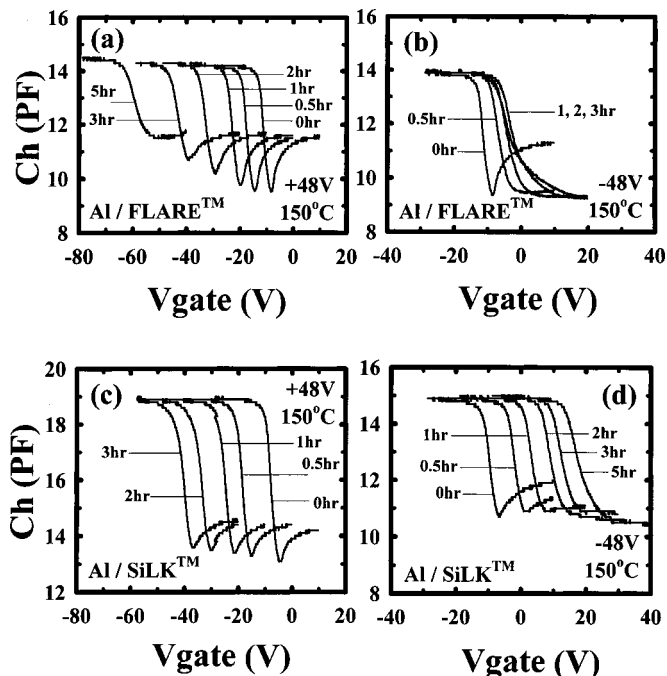 (a)
(b)
16
14
12
10
8
Ch (PF)
5hr
3hr
2hr
1hr
0.5hr
0hr
+48V
150°C
Al / FLARE™
-80 -60 -40 -20 0 20
Vgate (V)
16
14
12
10
8
0.5hr
0hr
1, 2, 3hr
-48V
150°C
Al / FLARE™
-40 -20 0 20 40
Vgate (V)
(c)
20
18
16
14
12
Ch (PF)
+48V
150°C
3hr
2hr
1hr
0.5hr
0hr
Al / SiLK™
-80 -60 -40 -20 0 20
Vgate (V)
(d)
16
14
12
10
8
1hr
0.5hr
0hr
2hr
3hr
5hr
-48V
150°C
Al / SiLK™
-40 -20 0 20 40
Vgate (V)